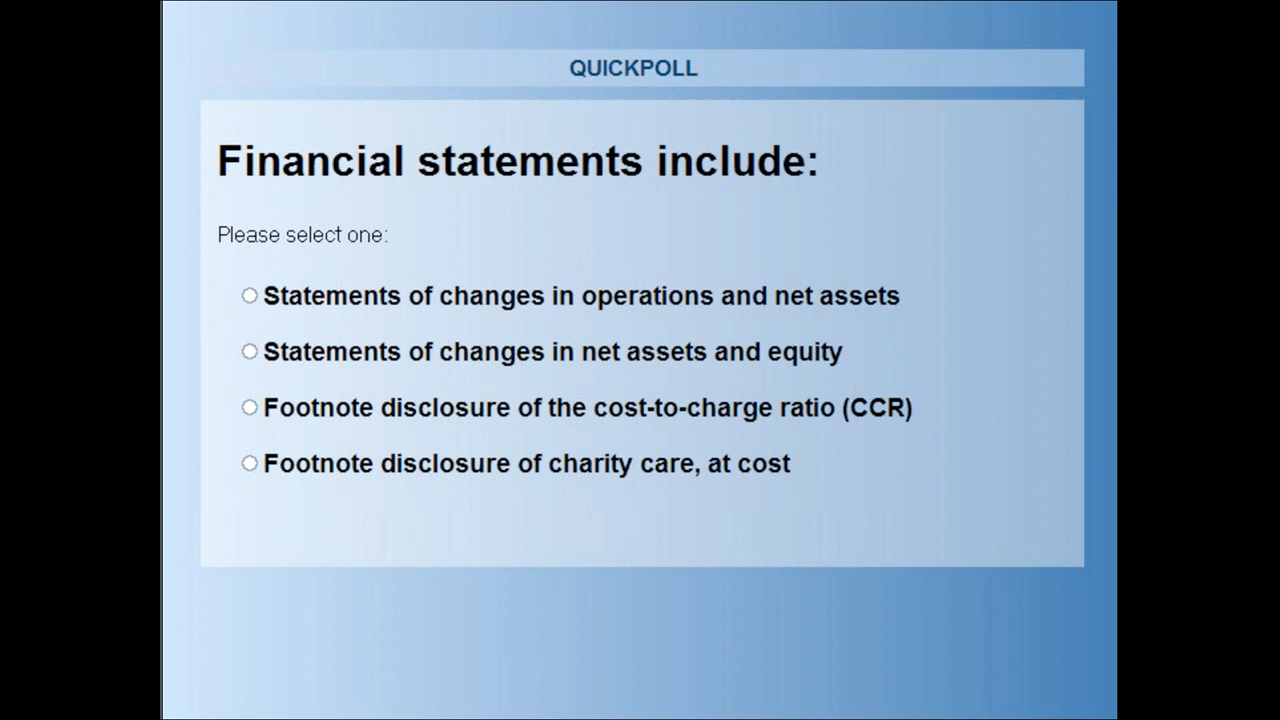 QUICKPOLL
Financial statements include:
Please select one:
Statements of changes in operations and net assets
Statements of changes in net assets and equity
Footnote disclosure of the cost-to-charge ratio (CCR)
Footnote disclosure of charity care, at cost